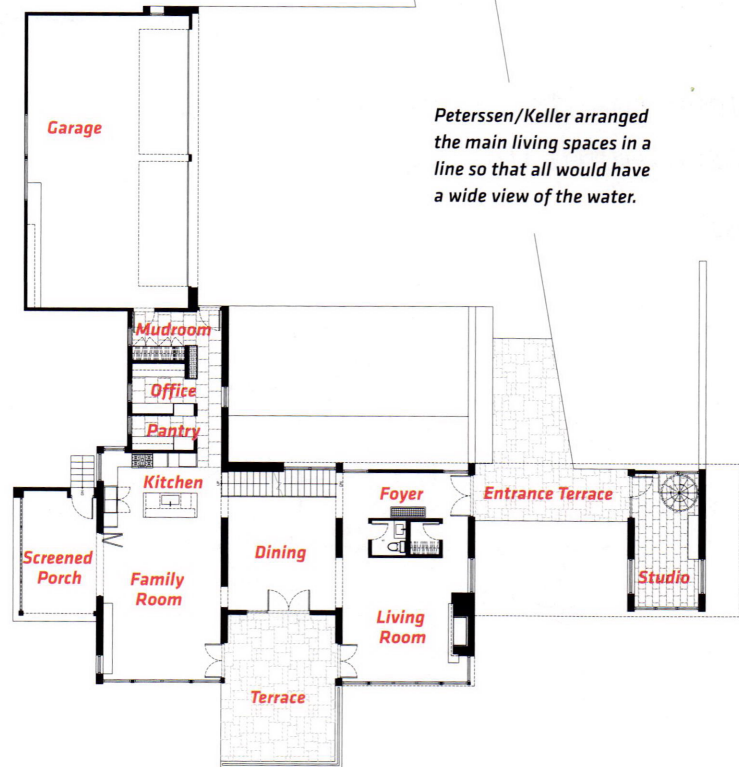 Garage
Peterssen/Keller arranged
the main living spaces in a
line so that all would have
a wide view of the water.
Mudroom
Office
Pantry
Kitchen
Foyer
Entrance Terrace
Screened
Porch
Family
Room
Dining
Living
Room
Studio
Terrace